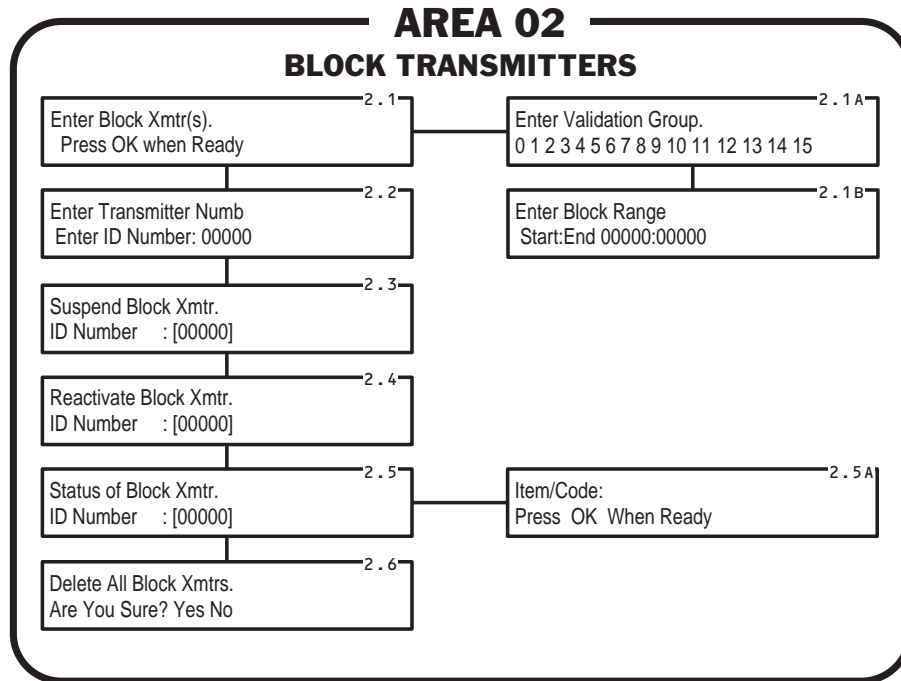 AREA 02
BLOCK TRANSMITTERS
2.1
Enter Block Xmtr(s).
Press OK when Ready
2.1A
Enter Validation Group.
0 1 2 3 4 5 6 7 8 9 10 11 12 13 14 15
2.2
Enter Transmitter Numb
Enter ID Number: 00000
2.1B
Enter Block Range
Start:End 00000:00000
2.3
Suspend Block Xmtr.
ID Number : [00000]
2.4
Reactivate Block Xmtr.
ID Number : [00000]
2.5
Status of Block Xmtr.
ID Number : [00000]
2.5A
Item/Code:
Press OK When Ready
2.6
Delete All Block Xmtrs.
Are You Sure? Yes No